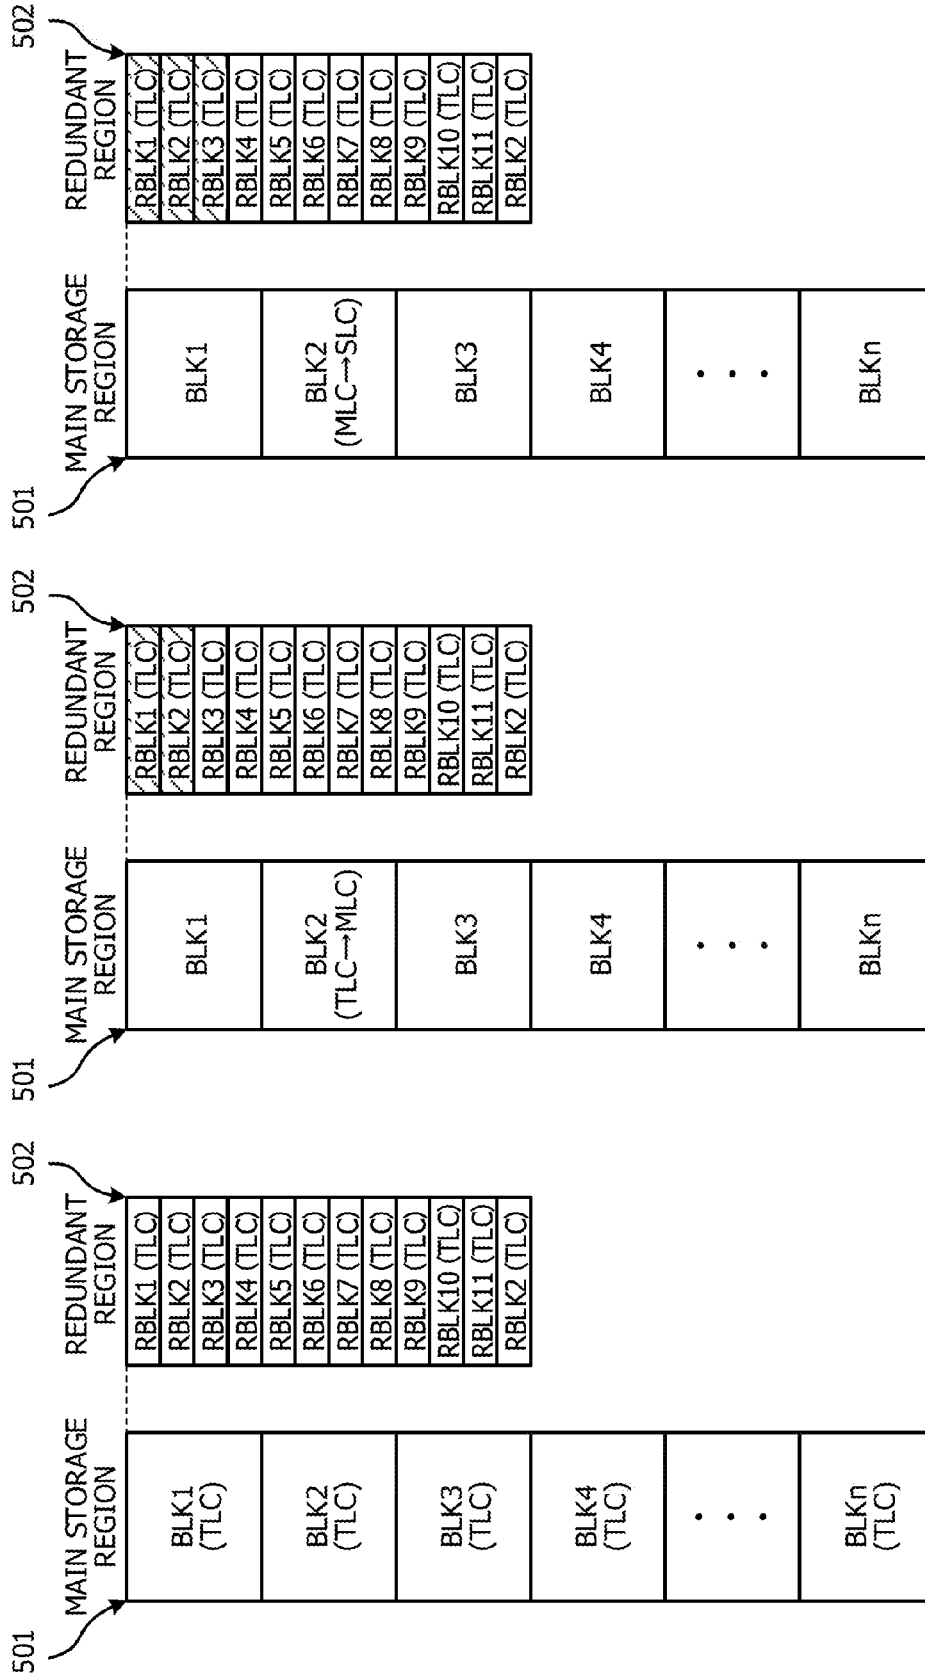 501
MAIN STORAGE
REGION
BLK1
(TLC)
BLK2
(TLC)
BLK3
(TLC)
BLK4
(TLC)
• • •
BLKn
(TLC)
502
REDUNDANT
REGION
RBLK1 (TLC)
RBLK2 (TLC)
RBLK3 (TLC)
RBLK4 (TLC)
RBLK5 (TLC)
RBLK6 (TLC)
RBLK7 (TLC)
RBLK8 (TLC)
RBLK9 (TLC)
RBLK10 (TLC)
RBLK11 (TLC)
RBLK2 (TLC)
501
MAIN STORAGE
REGION
BLK1
BLK2
(TLC→MLC)
BLK3
BLK4
• • •
BLKn
502
REDUNDANT
REGION
RBLK1 (TLC)
RBLK2 (TLC)
RBLK3 (TLC)
RBLK4 (TLC)
RBLK5 (TLC)
RBLK6 (TLC)
RBLK7 (TLC)
RBLK8 (TLC)
RBLK9 (TLC)
RBLK10 (TLC)
RBLK11 (TLC)
RBLK2 (TLC)
501
MAIN STORAGE
REGION
BLK1
BLK2
(MLC→SLC)
BLK3
BLK4
• • •
BLKn
502
REDUNDANT
REGION
RBLK1 (TLC)
RBLK2 (TLC)
RBLK3 (TLC)
RBLK4 (TLC)
RBLK5 (TLC)
RBLK6 (TLC)
RBLK7 (TLC)
RBLK8 (TLC)
RBLK9 (TLC)
RBLK10 (TLC)
RBLK11 (TLC)
RBLK2 (TLC)